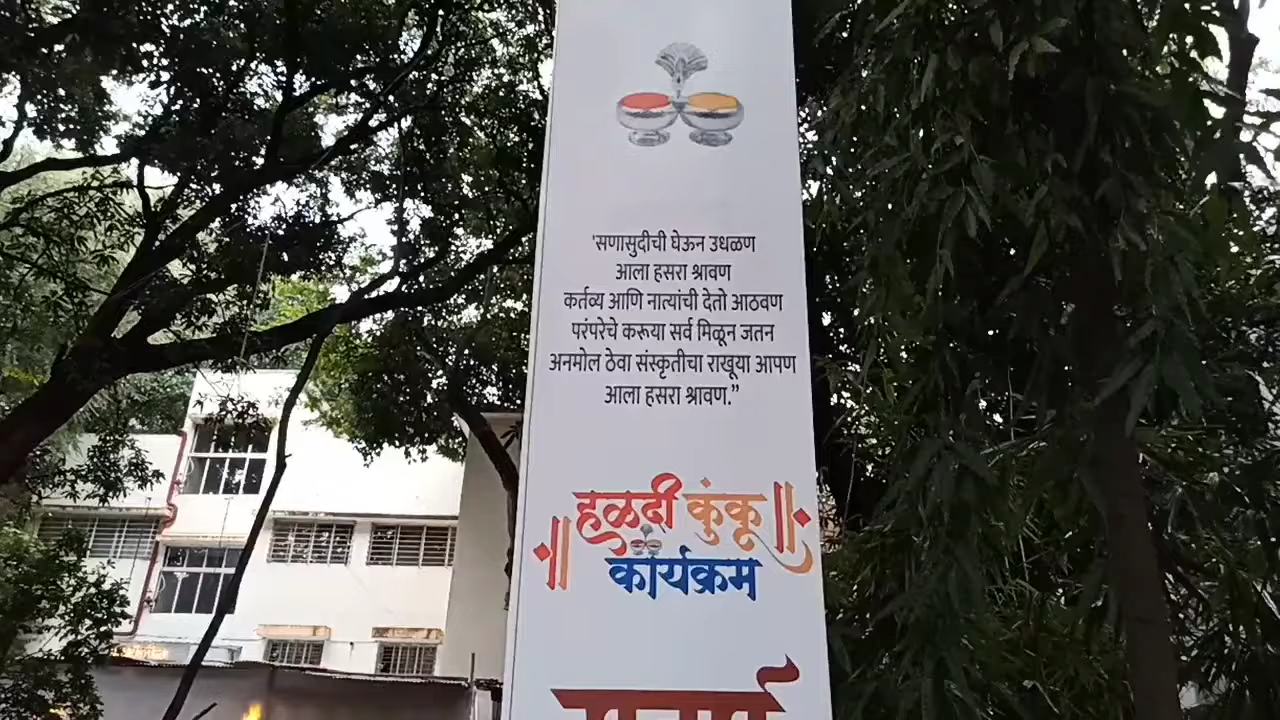 'सणासुदीची घेऊन उधळण
आला हसरा श्रावण
कर्तव्य आणि नात्यांची देतो आठवण
परंपरेचे करूया सर्व मिळून जतन
अनमोल ठेवा संस्कृतीचा राखूया आपण
आला हसरा श्रावण.”
हळदी कुंकू
कार्यक्रम